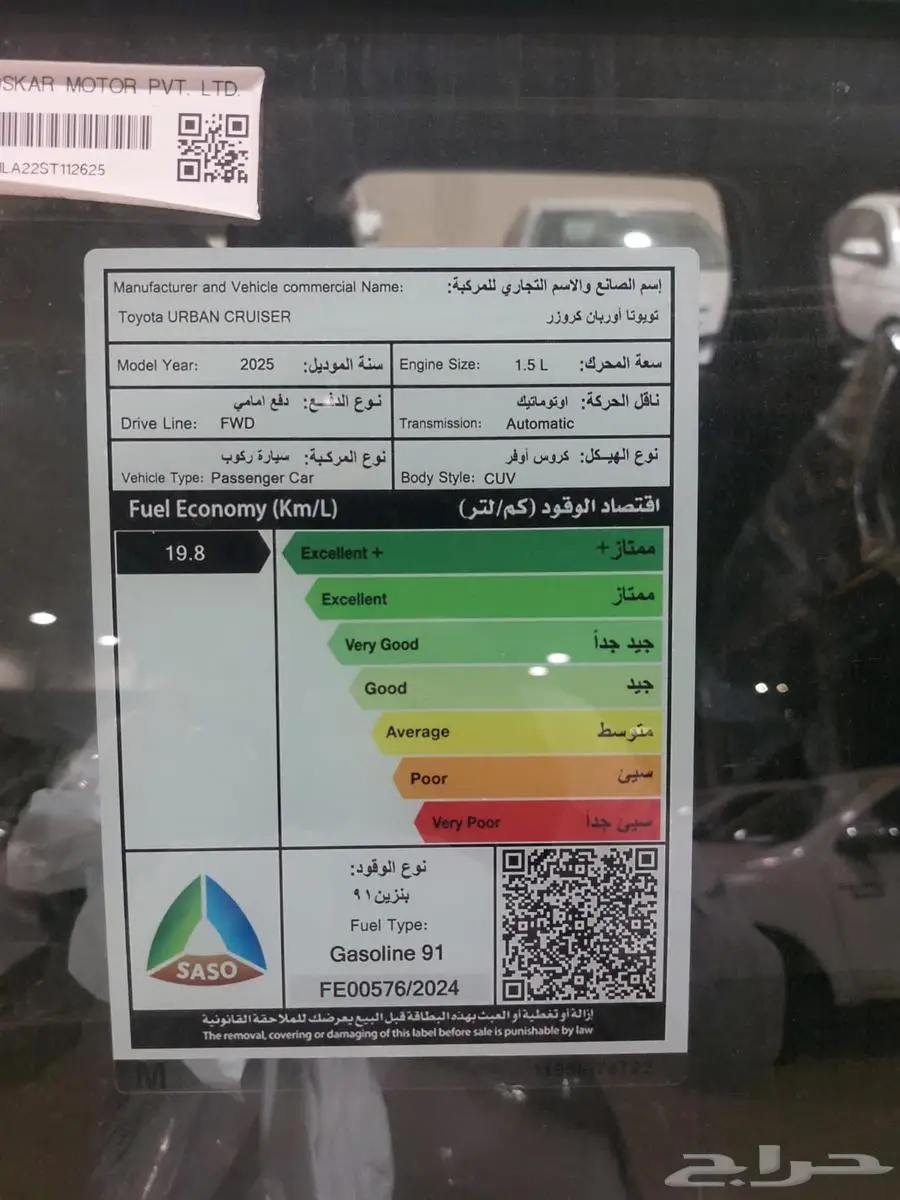 OSKAR MOTOR PVT. LTD.
LA22ST112625
Manufacturer and Vehicle commercial Name: إسم الصانع والاسم التجاري للمركبة:
Toyota URBAN CRUISER تويوتا أوربان كروزر
Model Year: 2025 سنة الموديل:
Engine Size: 1.5 L سعة المحرك:
نوع الدفع: دفع امامي
Drive Line: FWD
ناقل الحركة: اوتوماتيك
Transmission: Automatic
نوع المركبة: سيارة ركوب
Vehicle Type: Passenger Car
نوع الهيكل: كروس أوفر
Body Style: CUV
Fuel Economy (Km/L) اقتصاد الوقود (كم/لتر)
19.8
Excellent + ممتاز+
Excellent ممتاز
Very Good جيد جداً
Good جيد
Average متوسط
Poor سيئ
Very Poor سيئ جداً
SASO
نوع الوقود:
بنزين ٩١
Fuel Type:
Gasoline 91
FE00576/2024
إزالة أو تغطية أو العبث بهذه البطاقة قبل البيع يعرضك للملاحقة القانونية
The removal, covering or damaging of this label before sale is punishable by law
M
حراج